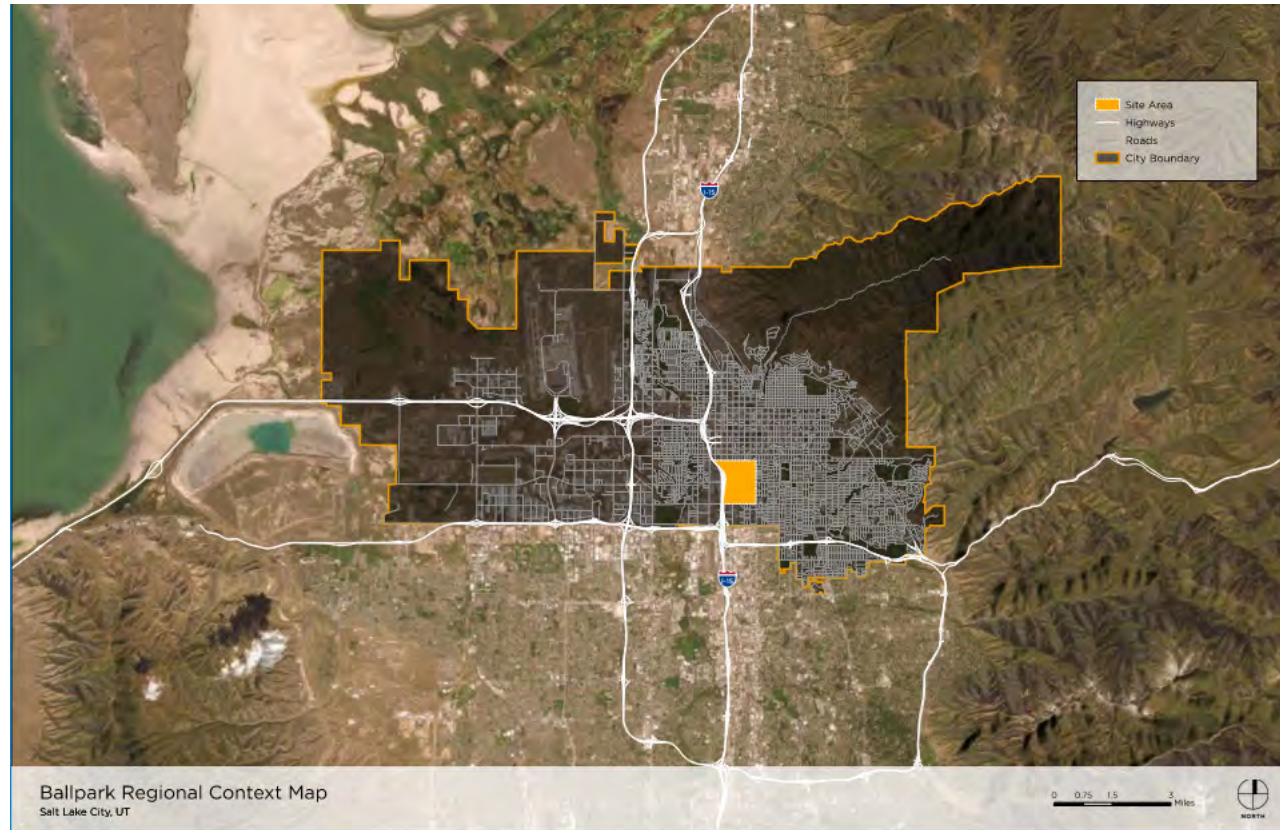 Site Area
Highways
Roads
City Boundary
I-15
I-15
Ballpark Regional Context Map
Salt Lake City, UT
0 0.75 1.5 3 Miles
NORTH